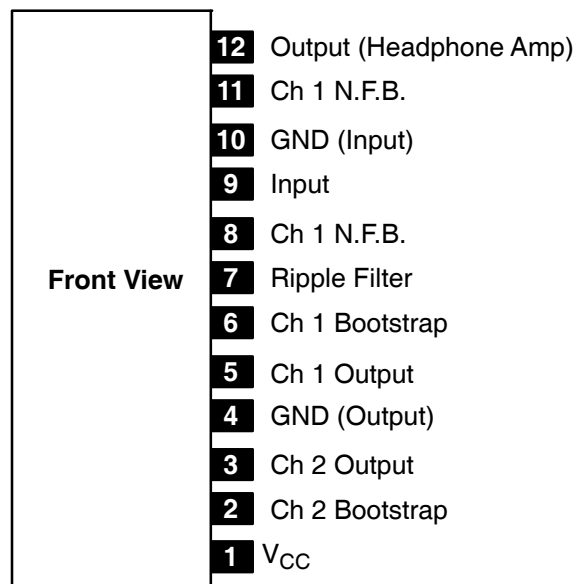 12 Output (Headphone Amp)
11 Ch 1 N.F.B.
10 GND (Input)
9 Input
8 Ch 1 N.F.B.
Front View 7 Ripple Filter
6 Ch 1 Bootstrap
5 Ch 1 Output
4 GND (Output)
3 Ch 2 Output
2 Ch 2 Bootstrap
1 VCC